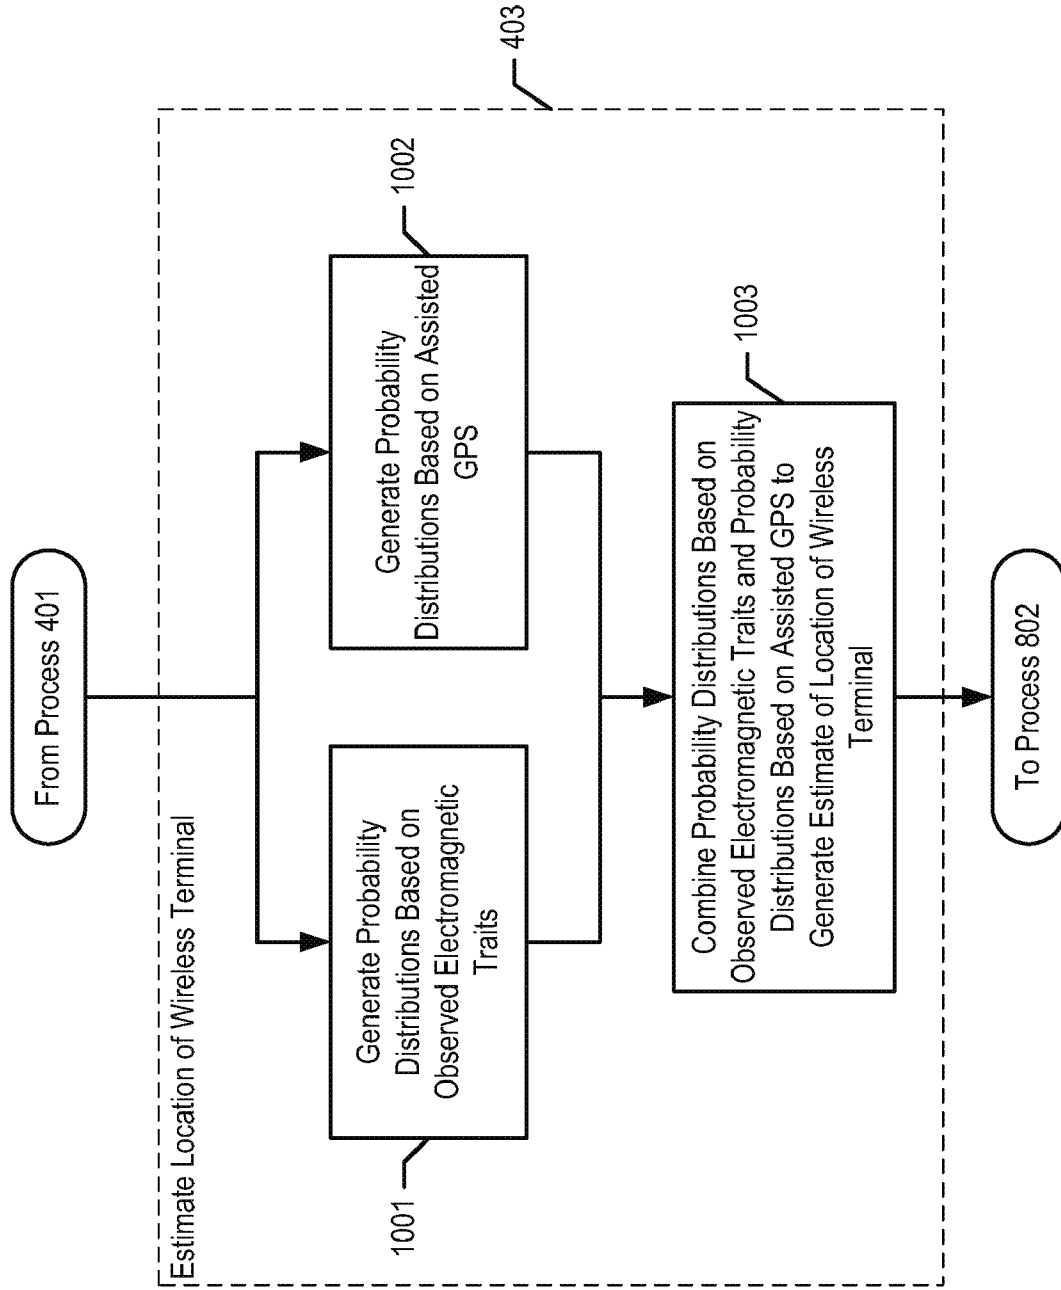 From Process 401
403
Estimate Location of Wireless Terminal
1001
Generate Probability
Distributions Based on
Observed Electromagnetic
Traits
1002
Generate Probability
Distributions Based on Assisted
GPS
1003
Combine Probability Distributions Based on
Observed Electromagnetic Traits and Probability
Distributions Based on Assisted GPS to
Generate Estimate of Location of Wireless
Terminal
To Process 802